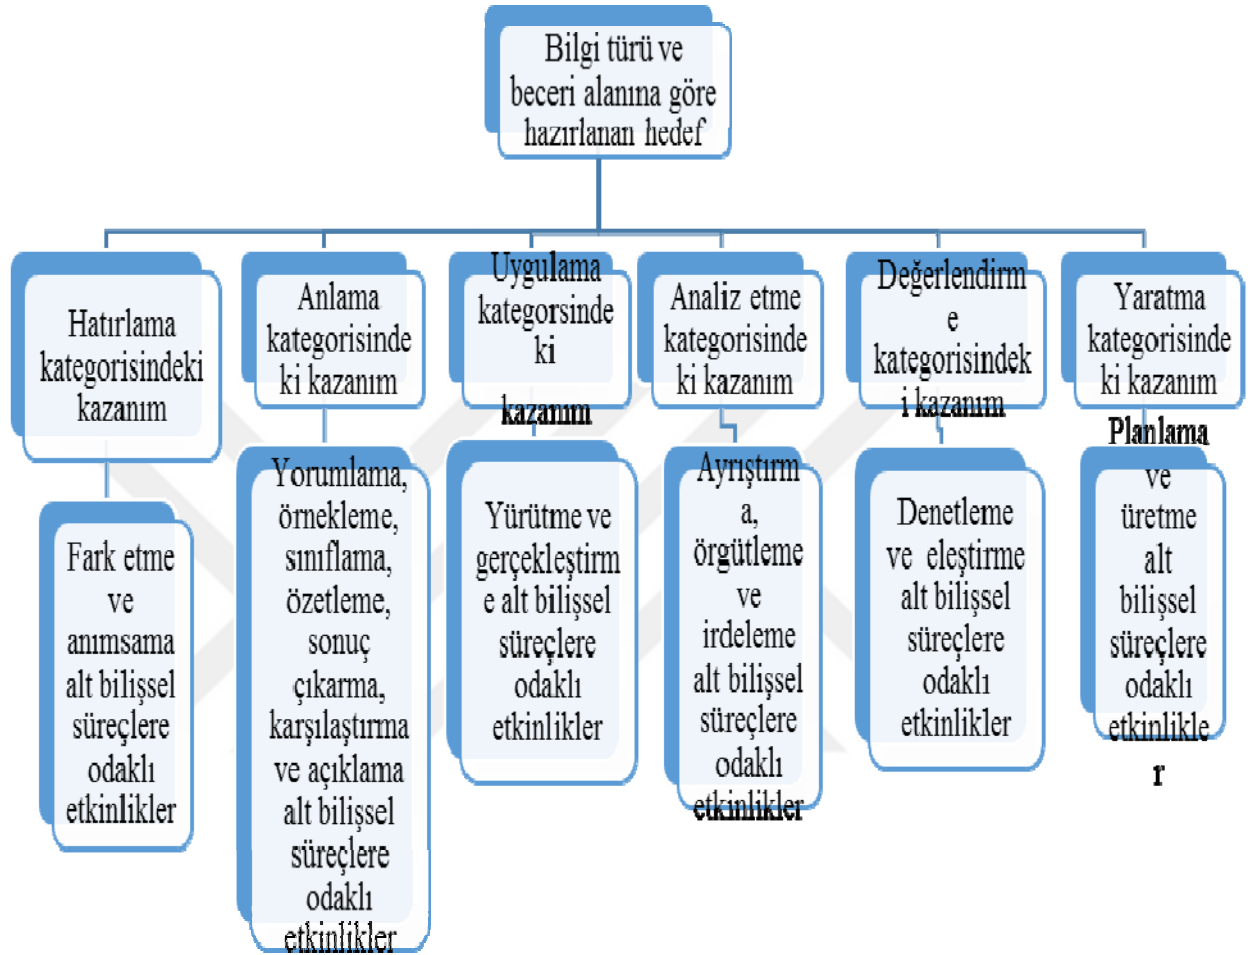 Bilgi türü ve
beceri alanına göre
hazırlanan hedef
Hatırlama
kategorisindeki
kazanım
Anlama
kategorisinde
ki kazanım
Uygulama
kategorsinde
ki
kazanım
Analiz etme
kategorisinde
ki kazanım
Değerlendirm
e
kategorisindek
i kazanım
Yaratma
kategorisinde
ki kazanım
Fark etme
ve
anımsama
alt bilişsel
süreçlere
odaklı
etkinlikler
Yorumlama,
örnekleme,
sınıflama,
özetleme,
sonuç
çıkarma,
karşılaştırma
ve açıklama
alt bilişsel
süreçlere
odaklı
etkinlikler
Yürütme ve
gerçekleştirm
e alt bilişsel
süreçlere
odaklı
etkinlikler
Ayrıştırm
a,
örgütleme
ve
irdeleme
alt bilişsel
süreçlere
odaklı
etkinlikler
Denetleme
ve eleştirme
alt bilişsel
süreçlere
odaklı
etkinlikler
Planlama
ve
üretme
alt
bilişsel
süreçlere
odaklı
etkinlikle
r